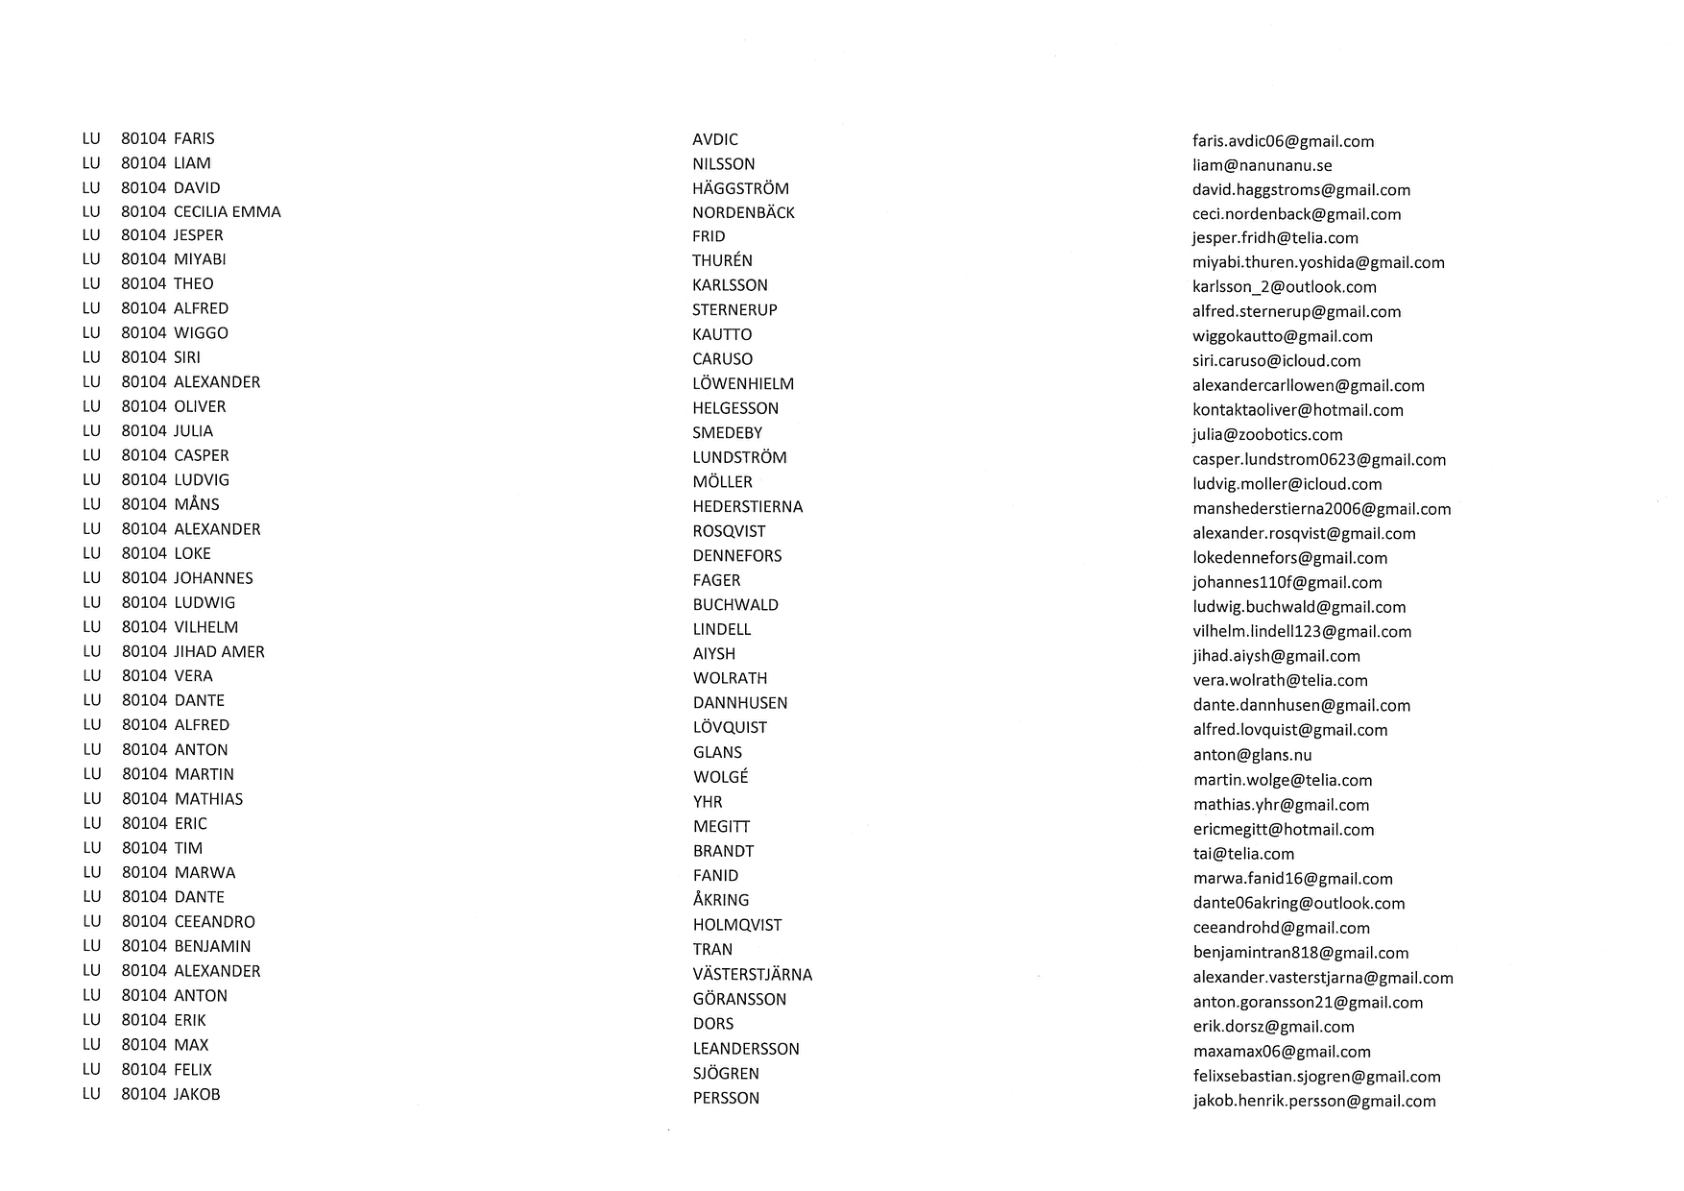 LU 80104 FARIS AVDIC faris.avdic06@gmail.com
LU 80104 LIAM NILSSON liam@nanunanu.se
LU 80104 DAVID HÄGGSTRÖM david.haggstroms@gmail.com
LU 80104 CECILIA EMMA NORDENBÄCK ceci.nordenback@gmail.com
LU 80104 JESPER FRID jesper.fridh@telia.com
LU 80104 MIYABI THURÉN miyabi.thuren.yoshida@gmail.com
LU 80104 THEO KARLSSON karlsson_2@outlook.com
LU 80104 ALFRED STERNERUP alfred.sternerup@gmail.com
LU 80104 WIGGO KAUTTO wiggokautto@gmail.com
LU 80104 SIRI CARUSO siri.caruso@icloud.com
LU 80104 ALEXANDER LÖWENHIELM alexandercarllowen@gmail.com
LU 80104 OLIVER HELGESSON kontaktaoliver@hotmail.com
LU 80104 JULIA SMEDEBY julia@zoobotics.com
LU 80104 CASPER LUNDSTRÖM casper.lundstrom0623@gmail.com
LU 80104 LUDVIG MÖLLER ludvig.moller@icloud.com
LU 80104 MÅNS HEDERSTIERNA manshederstierna2006@gmail.com
LU 80104 ALEXANDER ROSQVIST alexander.rosqvist@gmail.com
LU 80104 LOKE DENNEFORS lokedennefors@gmail.com
LU 80104 JOHANNES FAGER johannes110f@gmail.com
LU 80104 LUDWIG BUCHWALD ludwig.buchwald@gmail.com
LU 80104 VILHELM LINDELL vilhelm.lindell123@gmail.com
LU 80104 JIHAD AMER AIYSH jihad.aiysh@gmail.com
LU 80104 VERA WOLRATH vera.wolrath@telia.com
LU 80104 DANTE DANNHUSEN dante.dannhusen@gmail.com
LU 80104 ALFRED LÖVQUIST alfred.lovquist@gmail.com
LU 80104 ANTON GLANS anton@glans.nu
LU 80104 MARTIN WOLGÉ martin.wolge@telia.com
LU 80104 MATHIAS YHR mathias.yhr@gmail.com
LU 80104 ERIC MEGITT ericmegitt@hotmail.com
LU 80104 TIM BRANDT tai@telia.com
LU 80104 MARWA FANID marwa.fanid16@gmail.com
LU 80104 DANTE ÅKRING dante06akring@outlook.com
LU 80104 CEEANDRO HOLMQVIST ceeandrohd@gmail.com
LU 80104 BENJAMIN TRAN benjamintran818@gmail.com
LU 80104 ALEXANDER VÄSTERSTJÄRNA alexander.vasterstjarna@gmail.com
LU 80104 ANTON GÖRANSSON anton.goransson21@gmail.com
LU 80104 ERIK DORS erik.dorsz@gmail.com
LU 80104 MAX LEANDERSSON maxamax06@gmail.com
LU 80104 FELIX SJÖGREN felixsebastian.sjogren@gmail.com
LU 80104 JAKOB PERSSON jakob.henrik.persson@gmail.com